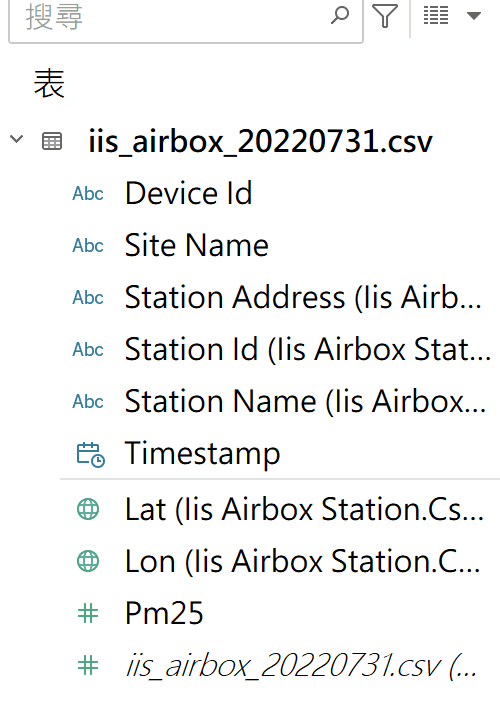 搜尋
表
iis_airbox_20220731.csv
Abc Device Id
Abc Site Name
Abc Station Address (Iis Airb...
Abc Station Id (Iis Airbox Stat...
Abc Station Name (Iis Airbox...
Timestamp
Lat (Iis Airbox Station.Cs...
Lon (Iis Airbox Station.C...
# Pm25
# iis_airbox_20220731.csv (...